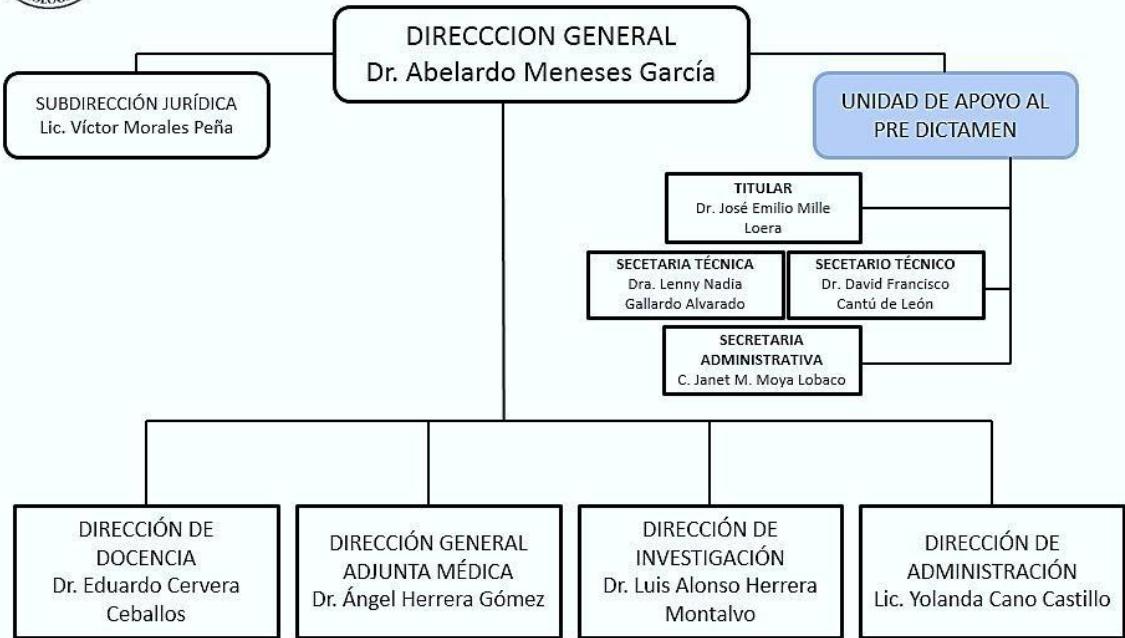 DIRECCCION GENERAL
Dr. Abelardo Meneses García
SUBDIRECCIÓN JURÍDICA
Lic. Víctor Morales Peña
UNIDAD DE APOYO AL
PRE DICTAMEN
TITULAR
Dr. José Emilio Mille
Loera
SECETARIA TÉCNICA
Dra. Lenny Nadia
Gallardo Alvarado
SECETARIO TÉCNICO
Dr. David Francisco
Cantú de León
SECRETARIA
ADMINISTRATIVA
C. Janet M. Moya Lobaco
DIRECCIÓN DE
DOCENCIA
Dr. Eduardo Cervera
Ceballos
DIRECCIÓN GENERAL
ADJUNTA MÉDICA
Dr. Ángel Herrera Gómez
DIRECCIÓN DE
INVESTIGACIÓN
Dr. Luis Alonso Herrera
Montalvo
DIRECCIÓN DE
ADMINISTRACIÓN
Lic. Yolanda Cano Castillo